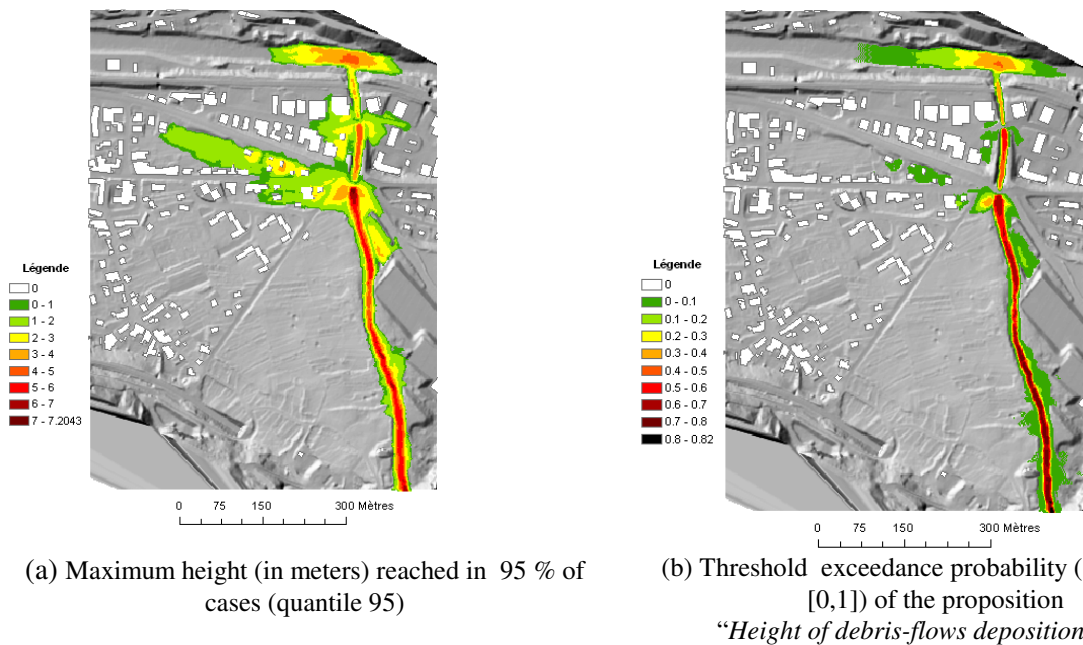 Légende
0
0 - 1
1 - 2
2 - 3
3 - 4
4 - 5
5 - 6
6 - 7
7 - 7.2043
0 75 150 300 Mètres
(a) Maximum height (in meters) reached in 95 % of
cases (quantile 95)
Légende
0
0 - 0.1
0.1 - 0.2
0.2 - 0.3
0.3 - 0.4
0.4 - 0.5
0.5 - 0.6
0.6 - 0.7
0.7 - 0.8
0.8 - 0.82
0 75 150 300 Mètres
(b) Threshold exceedance probability (
[0,1]) of the proposition
“Height of debris-flows deposition